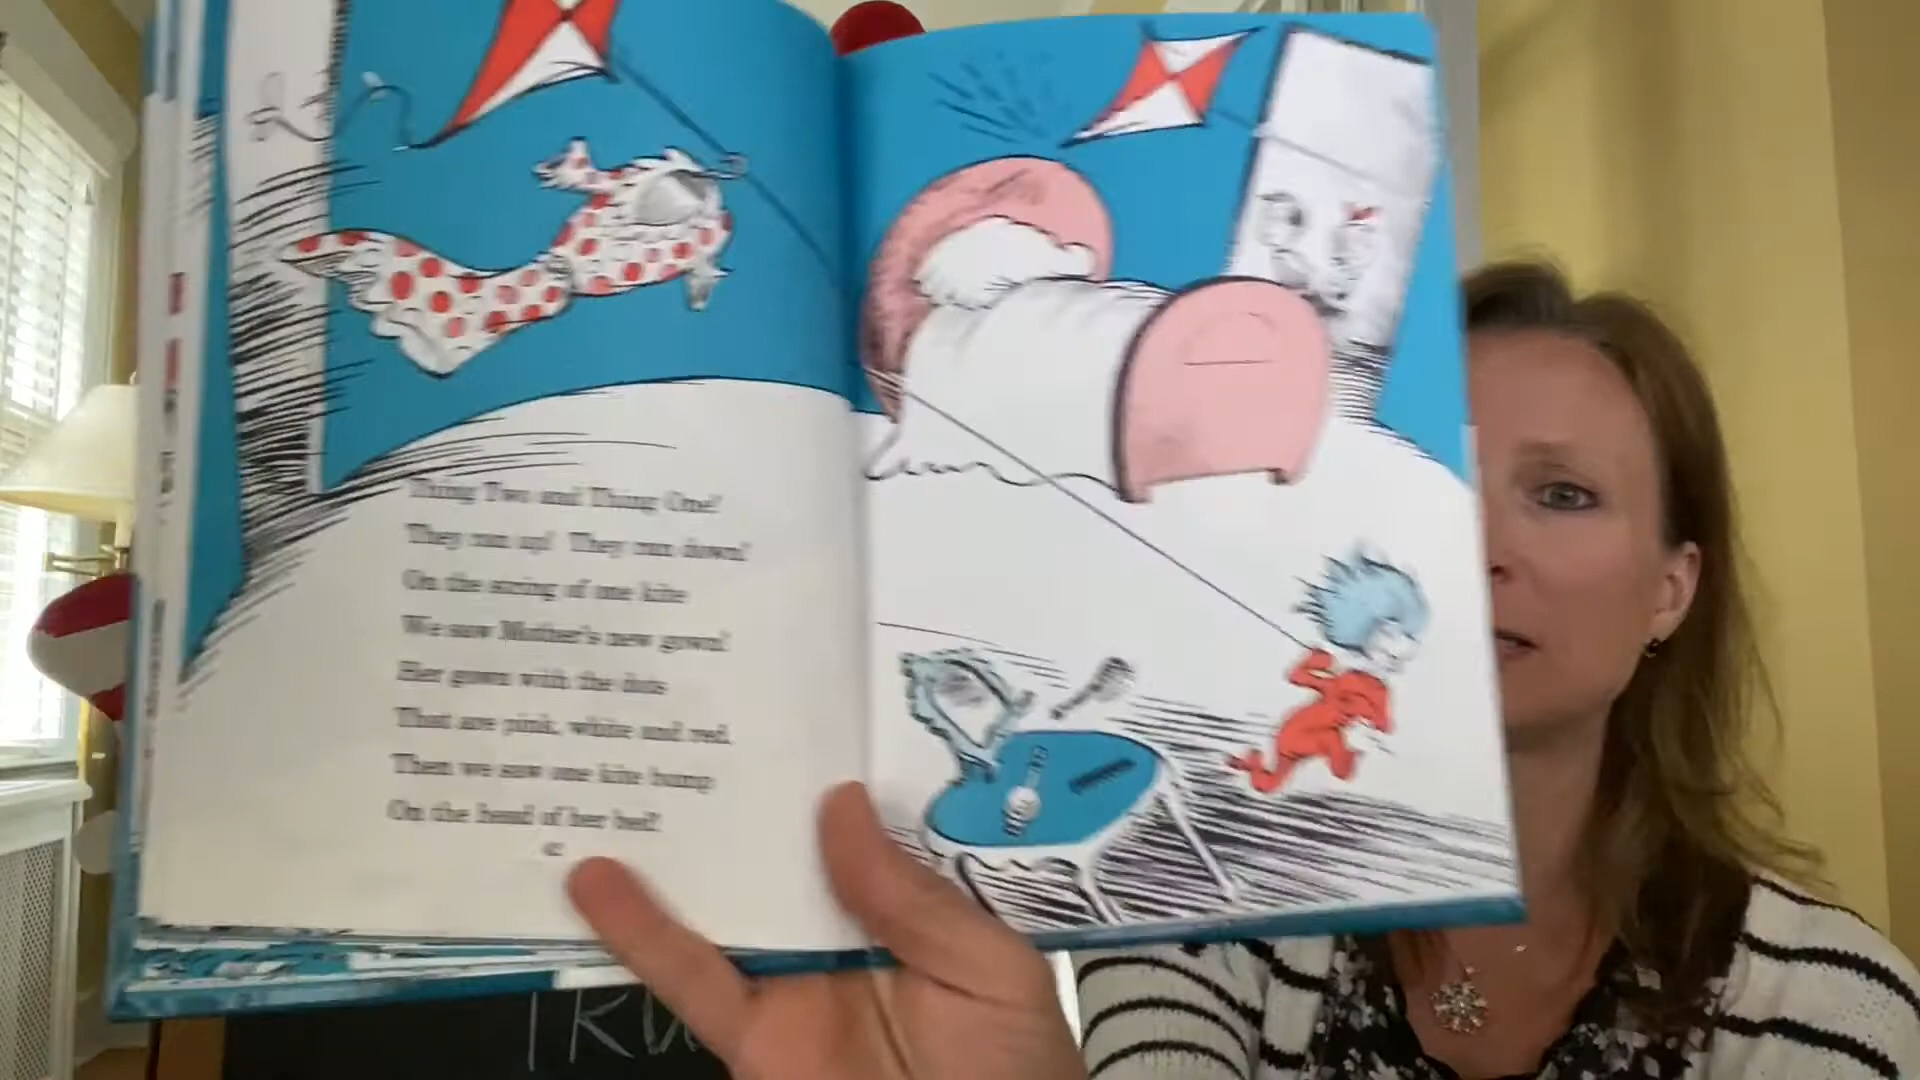 Thing Two and Thing One!
They ran up! They ran down!
On the string of one kite
We saw Mother's new gown!
Her gown with the dots
That are pink, white and red.
Then we saw one kite bump
On the head of her bed!
42